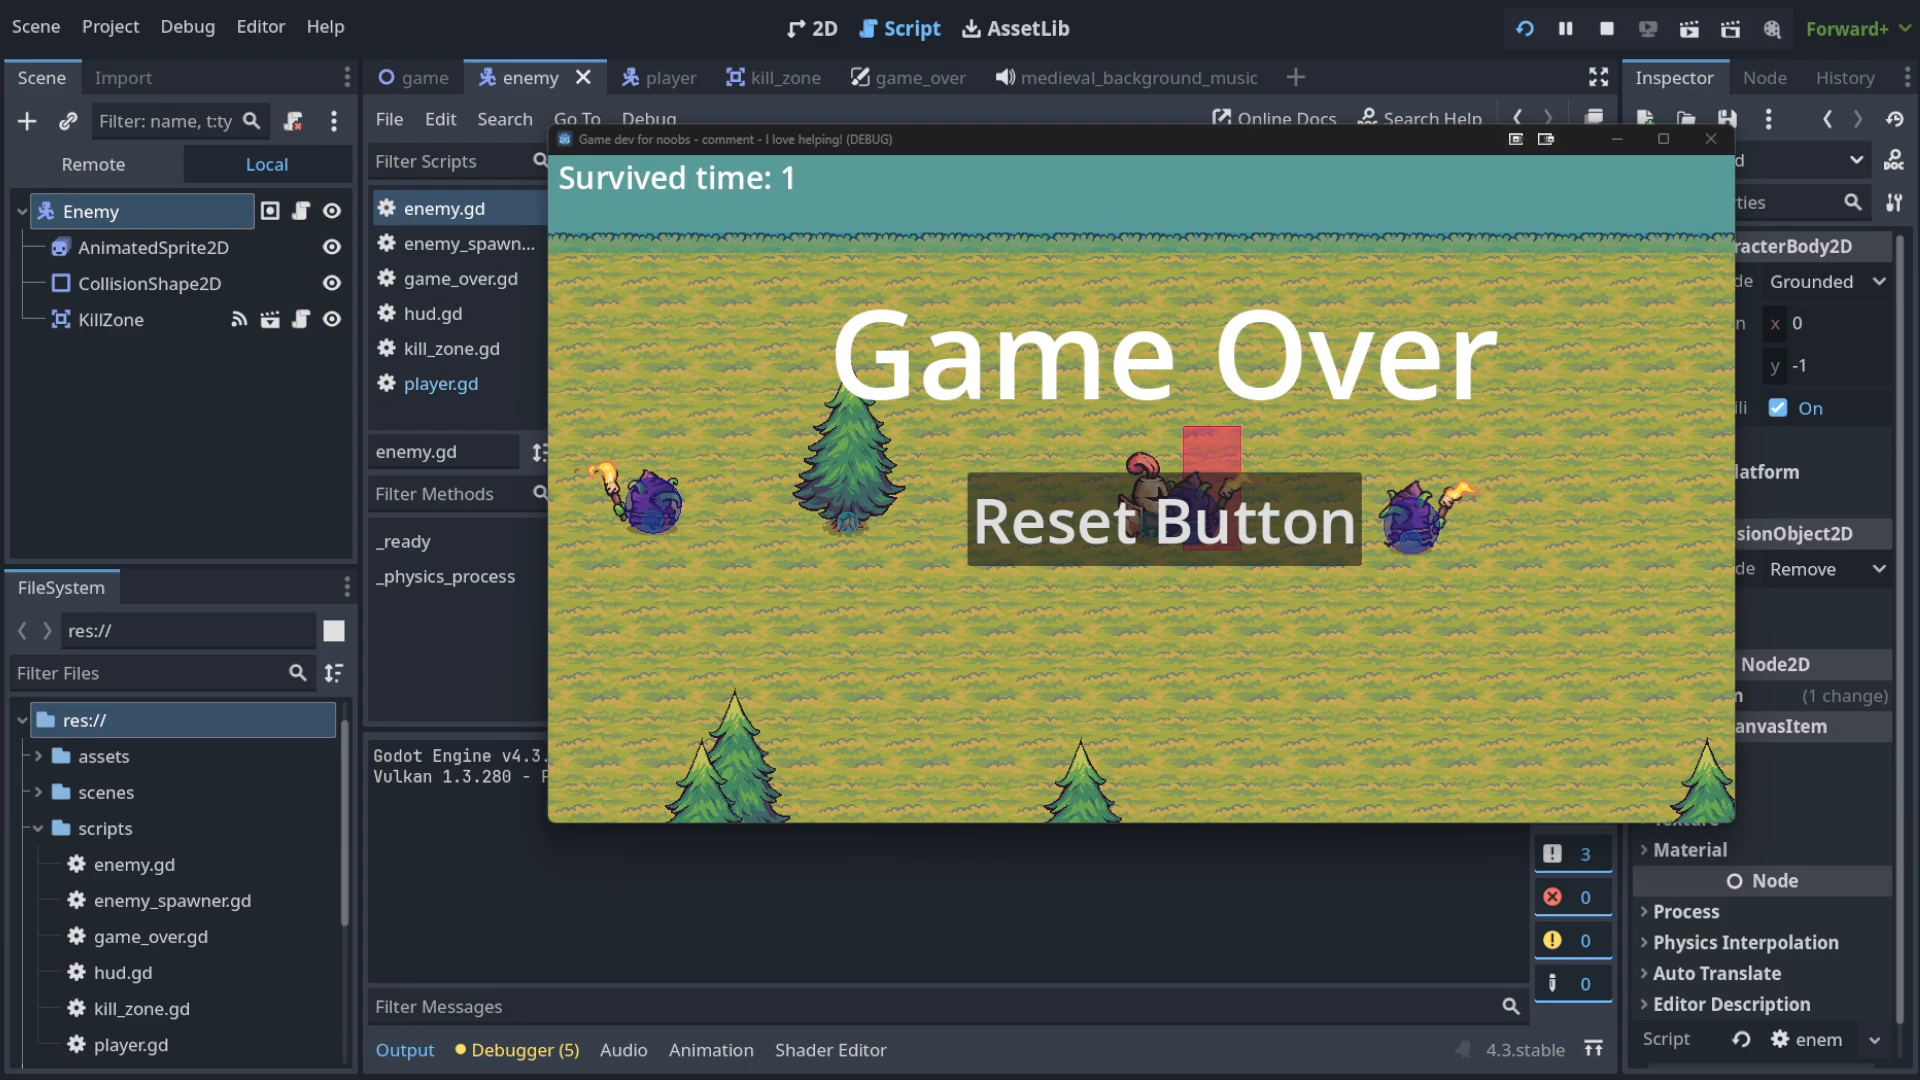 Scene Project Debug Editor Help
2D Script AssetLib
Forward+
Scene Import
game enemy player kill_zone game_over medieval_background_music
Inspector Node History
Filter: name, t:ty
File Edit Search Go To Debug
Online Docs Search Help
Remote Local
Filter Scripts
Enemy
AnimatedSprite2D
CollisionShape2D
KillZone
enemy.gd
enemy_spawn...
game_over.gd
hud.gd
kill_zone.gd
player.gd
enemy.gd
Filter Methods
_ready
_physics_process
Game dev for noobs - comment - I love helping! (DEBUG)
Survived time: 1
Game Over
Reset Button
d
ties
racterBody2D
de Grounded
n x 0
y -1
ili On
latform
sionObject2D
de Remove
Node2D
m (1 change)
anvasItem
Texture
Material
Node
Process
Physics Interpolation
Auto Translate
Editor Description
Script enem
FileSystem
res://
Filter Files
res://
assets
scenes
scripts
enemy.gd
enemy_spawner.gd
game_over.gd
hud.gd
kill_zone.gd
player.gd
Godot Engine v4.3.
Vulkan 1.3.280 - F
3
0
0
0
Filter Messages
Output Debugger (5) Audio Animation Shader Editor
4.3.stable